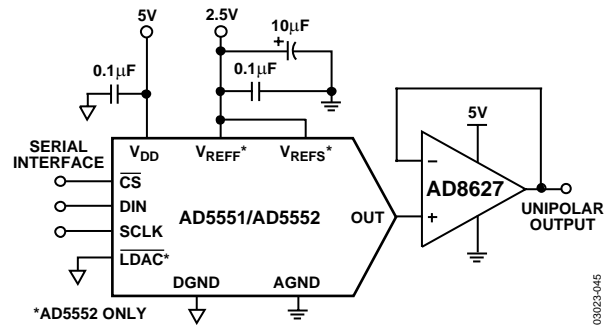 5V
2.5V
10µF
+
0.1µF
0.1µF
SERIAL
INTERFACE
VDD
VREFF*
VREFS*
5V
CS
DIN
SCLK
LDAC*
AD5551/AD5552
OUT
−
+
AD8627
UNIPOLAR
OUTPUT
DGND
AGND
*AD5552 ONLY
03023-045